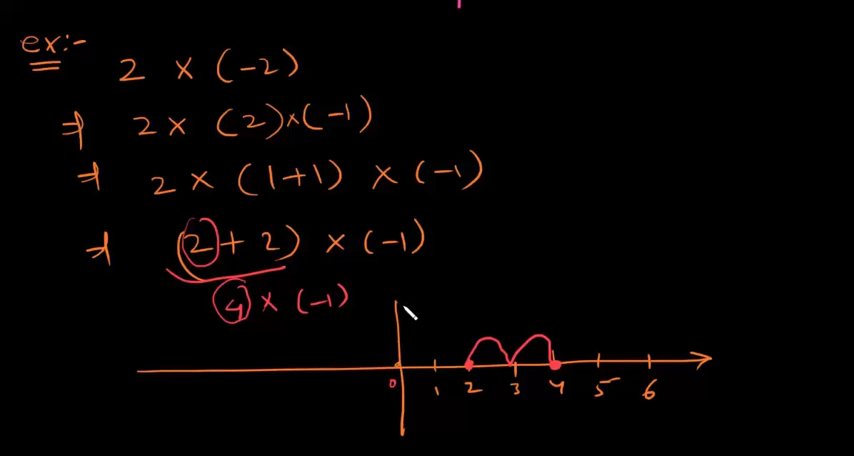 ex:-
2 × (-2)
⇒ 2 × (2) × (-1)
⇒ 2 × (1+1) × (-1)
⇒ (2 + 2) × (-1)
4 × (-1)
0 1 2 3 4 5 6